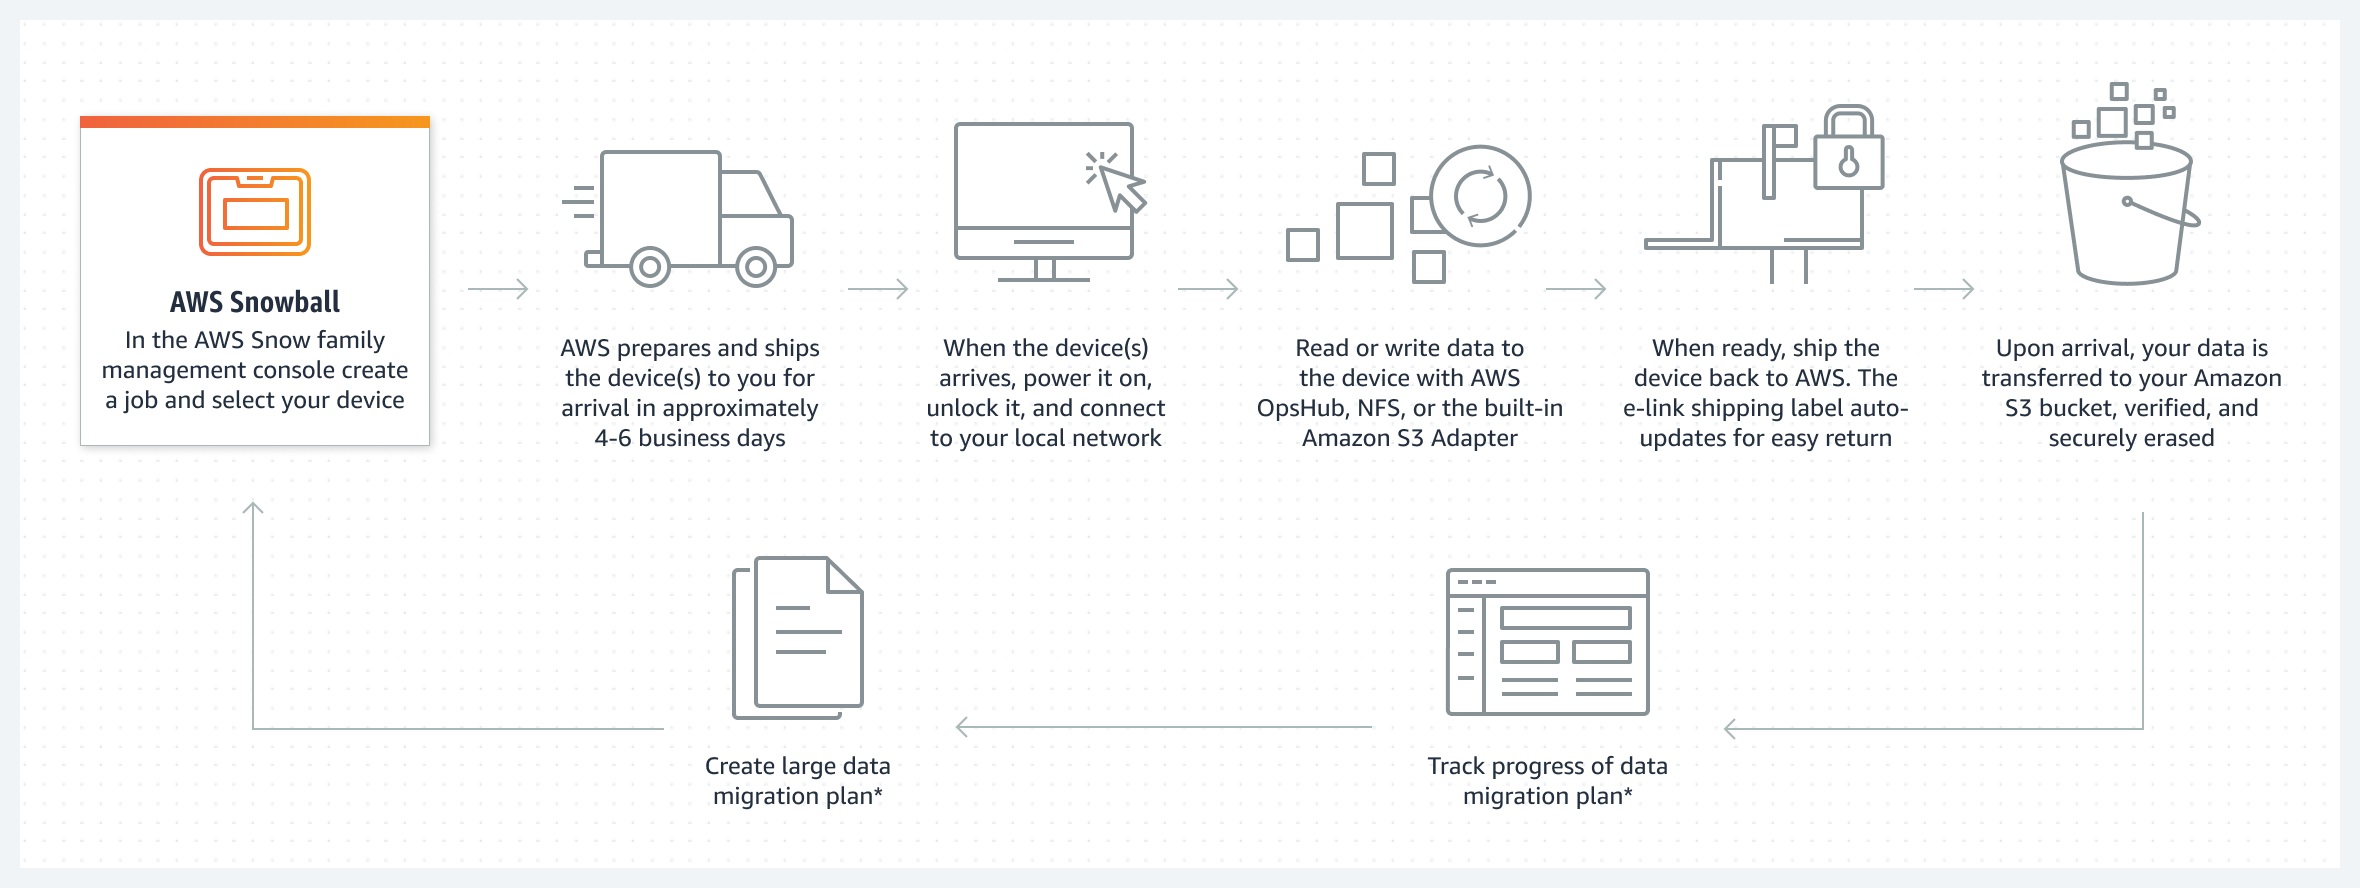 AWS Snowball
In the AWS Snow family
management console create
a job and select your device
AWS prepares and ships
the device(s) to you for
arrival in approximately
4-6 business days
When the device(s)
arrives, power it on,
unlock it, and connect
to your local network
Read or write data to
the device with AWS
OpsHub, NFS, or the built-in
Amazon S3 Adapter
When ready, ship the
device back to AWS. The
e-link shipping label auto-
updates for easy return
Upon arrival, your data is
transferred to your Amazon
S3 bucket, verified, and
securely erased
Create large data
migration plan*
Track progress of data
migration plan*